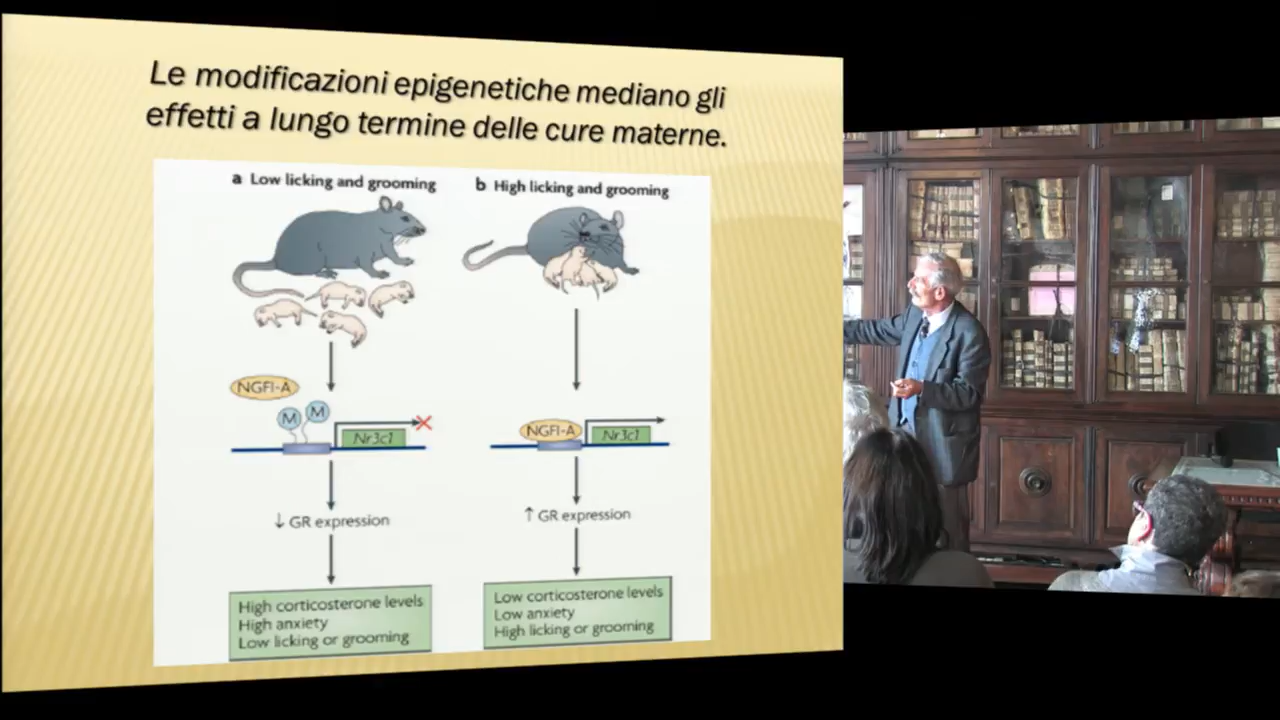 Le modificazioni epigenetiche mediano gli
effetti a lungo termine delle cure materne.
a Low licking and grooming
NGFI-A
M M
Nr3c1
↓ GR expression
High corticosterone levels
High anxiety
Low licking or grooming
b High licking and grooming
NGFI-A
Nr3c1
↑ GR expression
Low corticosterone levels
Low anxiety
High licking or grooming